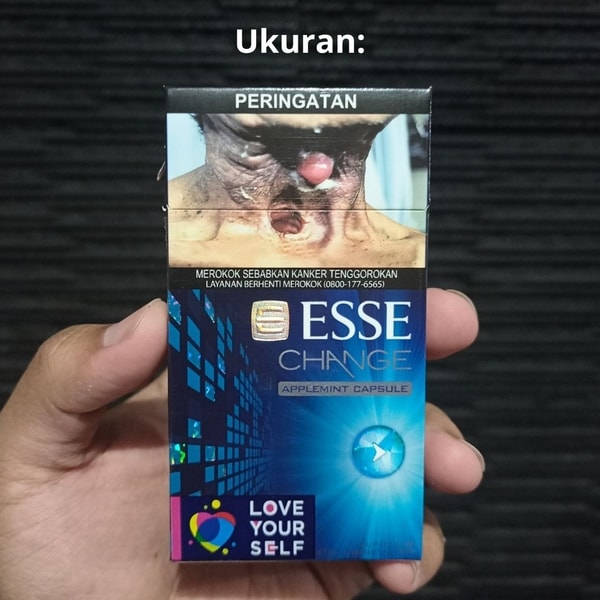 Ukuran:
PERINGATAN
MEROKOK SEBABKAN KANKER TENGGOROKAN
LAYANAN BERHENTI MEROKOK (0800-177-6565)
ESSE
CHANGE
APPLEMINT CAPSULE
LOVE
YOUR
SELF